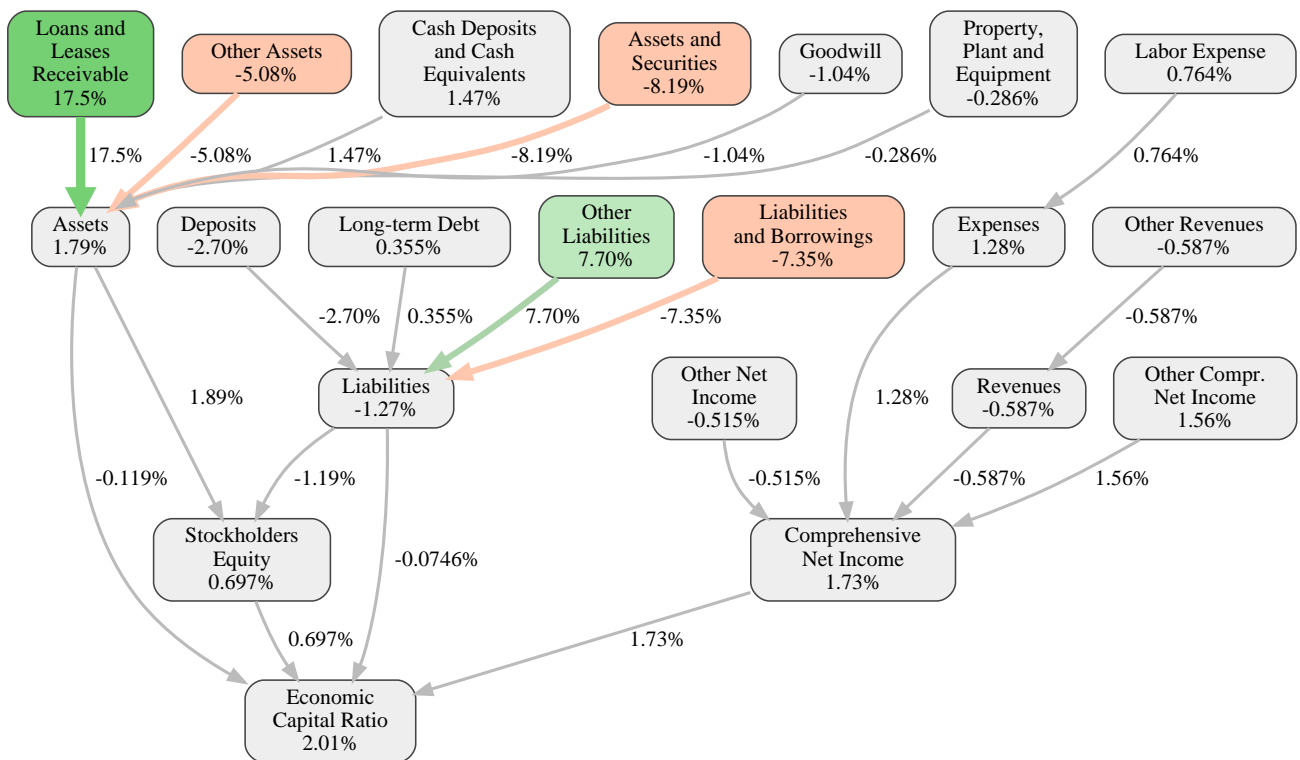 Loans and
Leases
Receivable
17.5%
Other Assets
-5.08%
Cash Deposits
and Cash
Equivalents
1.47%
Assets and
Securities
-8.19%
Goodwill
-1.04%
Property,
Plant and
Equipment
-0.286%
Labor Expense
0.764%
17.5%
-5.08%
1.47%
-8.19%
-1.04%
-0.286%
0.764%
Assets
1.79%
Deposits
-2.70%
Long-term Debt
0.355%
Other
Liabilities
7.70%
Liabilities
and Borrowings
-7.35%
Expenses
1.28%
Other Revenues
-0.587%
-2.70%
0.355%
7.70%
-7.35%
-0.587%
1.89%
Liabilities
-1.27%
Other Net
Income
-0.515%
1.28%
Revenues
-0.587%
Other Compr.
Net Income
1.56%
-0.119%
-1.19%
-0.515%
-0.587%
1.56%
Stockholders
Equity
0.697%
-0.0746%
Comprehensive
Net Income
1.73%
0.697%
1.73%
Economic
Capital Ratio
2.01%